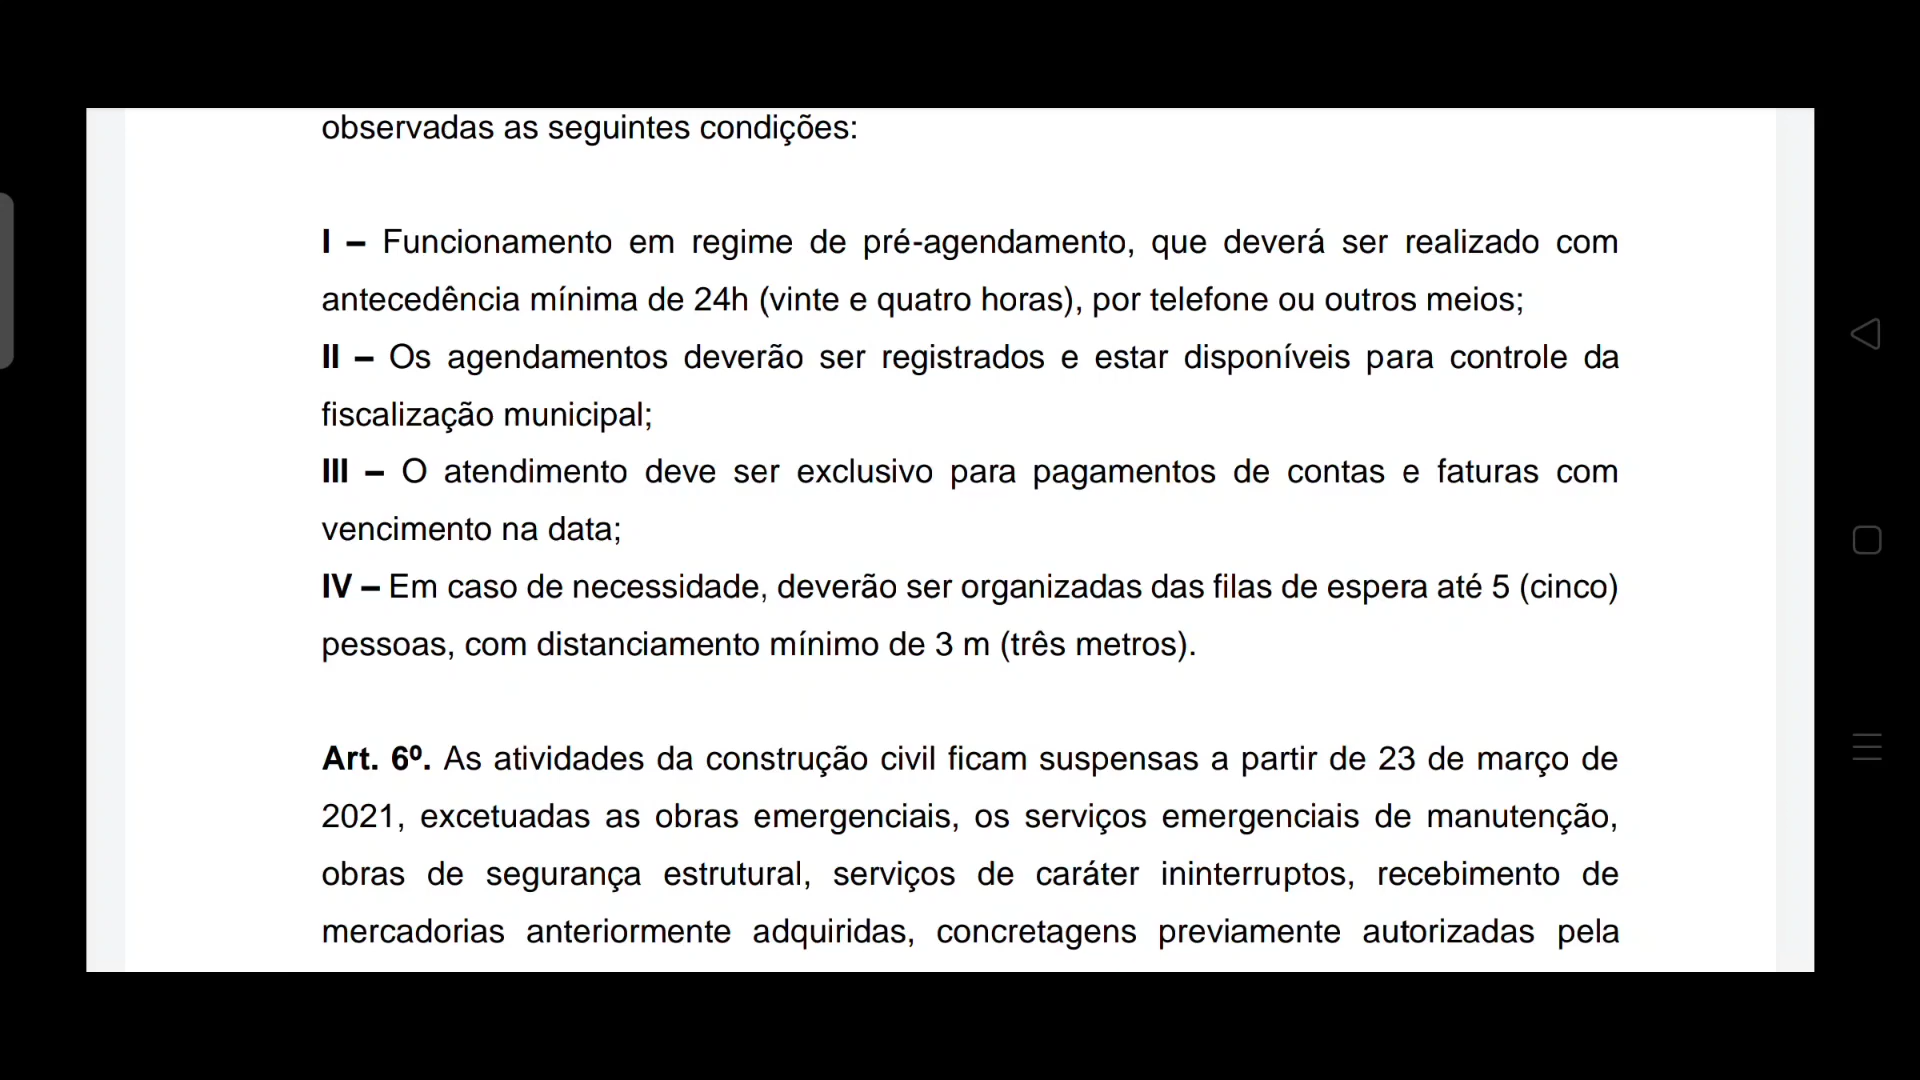 observadas as seguintes condições:
I – Funcionamento em regime de pré-agendamento, que deverá ser realizado com
antecedência mínima de 24h (vinte e quatro horas), por telefone ou outros meios;
II – Os agendamentos deverão ser registrados e estar disponíveis para controle da
fiscalização municipal;
III – O atendimento deve ser exclusivo para pagamentos de contas e faturas com
vencimento na data;
IV – Em caso de necessidade, deverão ser organizadas das filas de espera até 5 (cinco)
pessoas, com distanciamento mínimo de 3 m (três metros).
Art. 6º. As atividades da construção civil ficam suspensas a partir de 23 de março de
2021, excetuadas as obras emergenciais, os serviços emergenciais de manutenção,
obras de segurança estrutural, serviços de caráter ininterruptos, recebimento de
mercadorias anteriormente adquiridas, concretagens previamente autorizadas pela